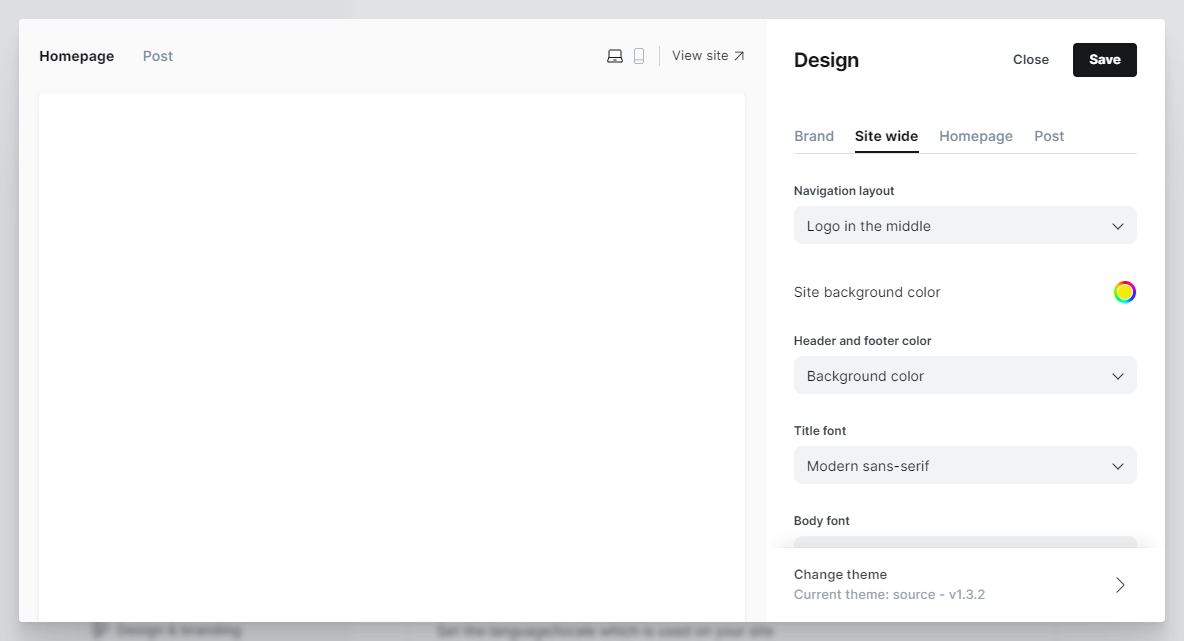 Homepage
Post
View site
Design
Close
Save
Brand
Site wide
Homepage
Post
Navigation layout
Logo in the middle
Site background color
Header and footer color
Background color
Title font
Modern sans-serif
Body font
Change theme
Current theme: source - v1.3.2
Design & branding
Set the language/locale which is used on your site